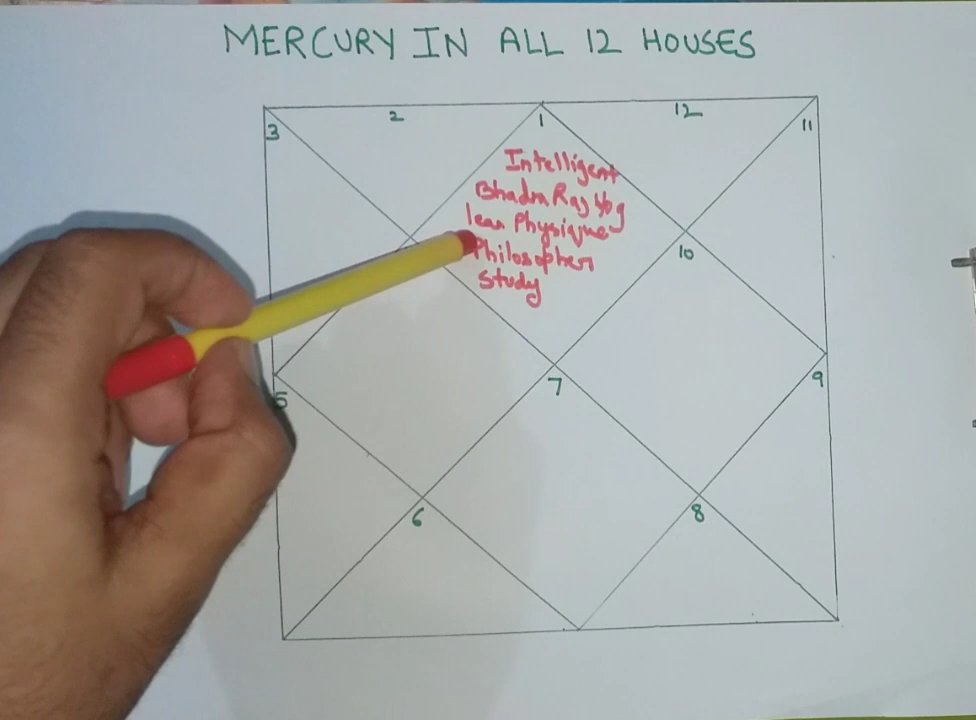 MERCURY IN ALL 12 HOUSES
3
2
1
12
11
Intelligent
Bhadra Raj Yog
lean Physique
Philosopher
Study
10
5
7
9
6
8